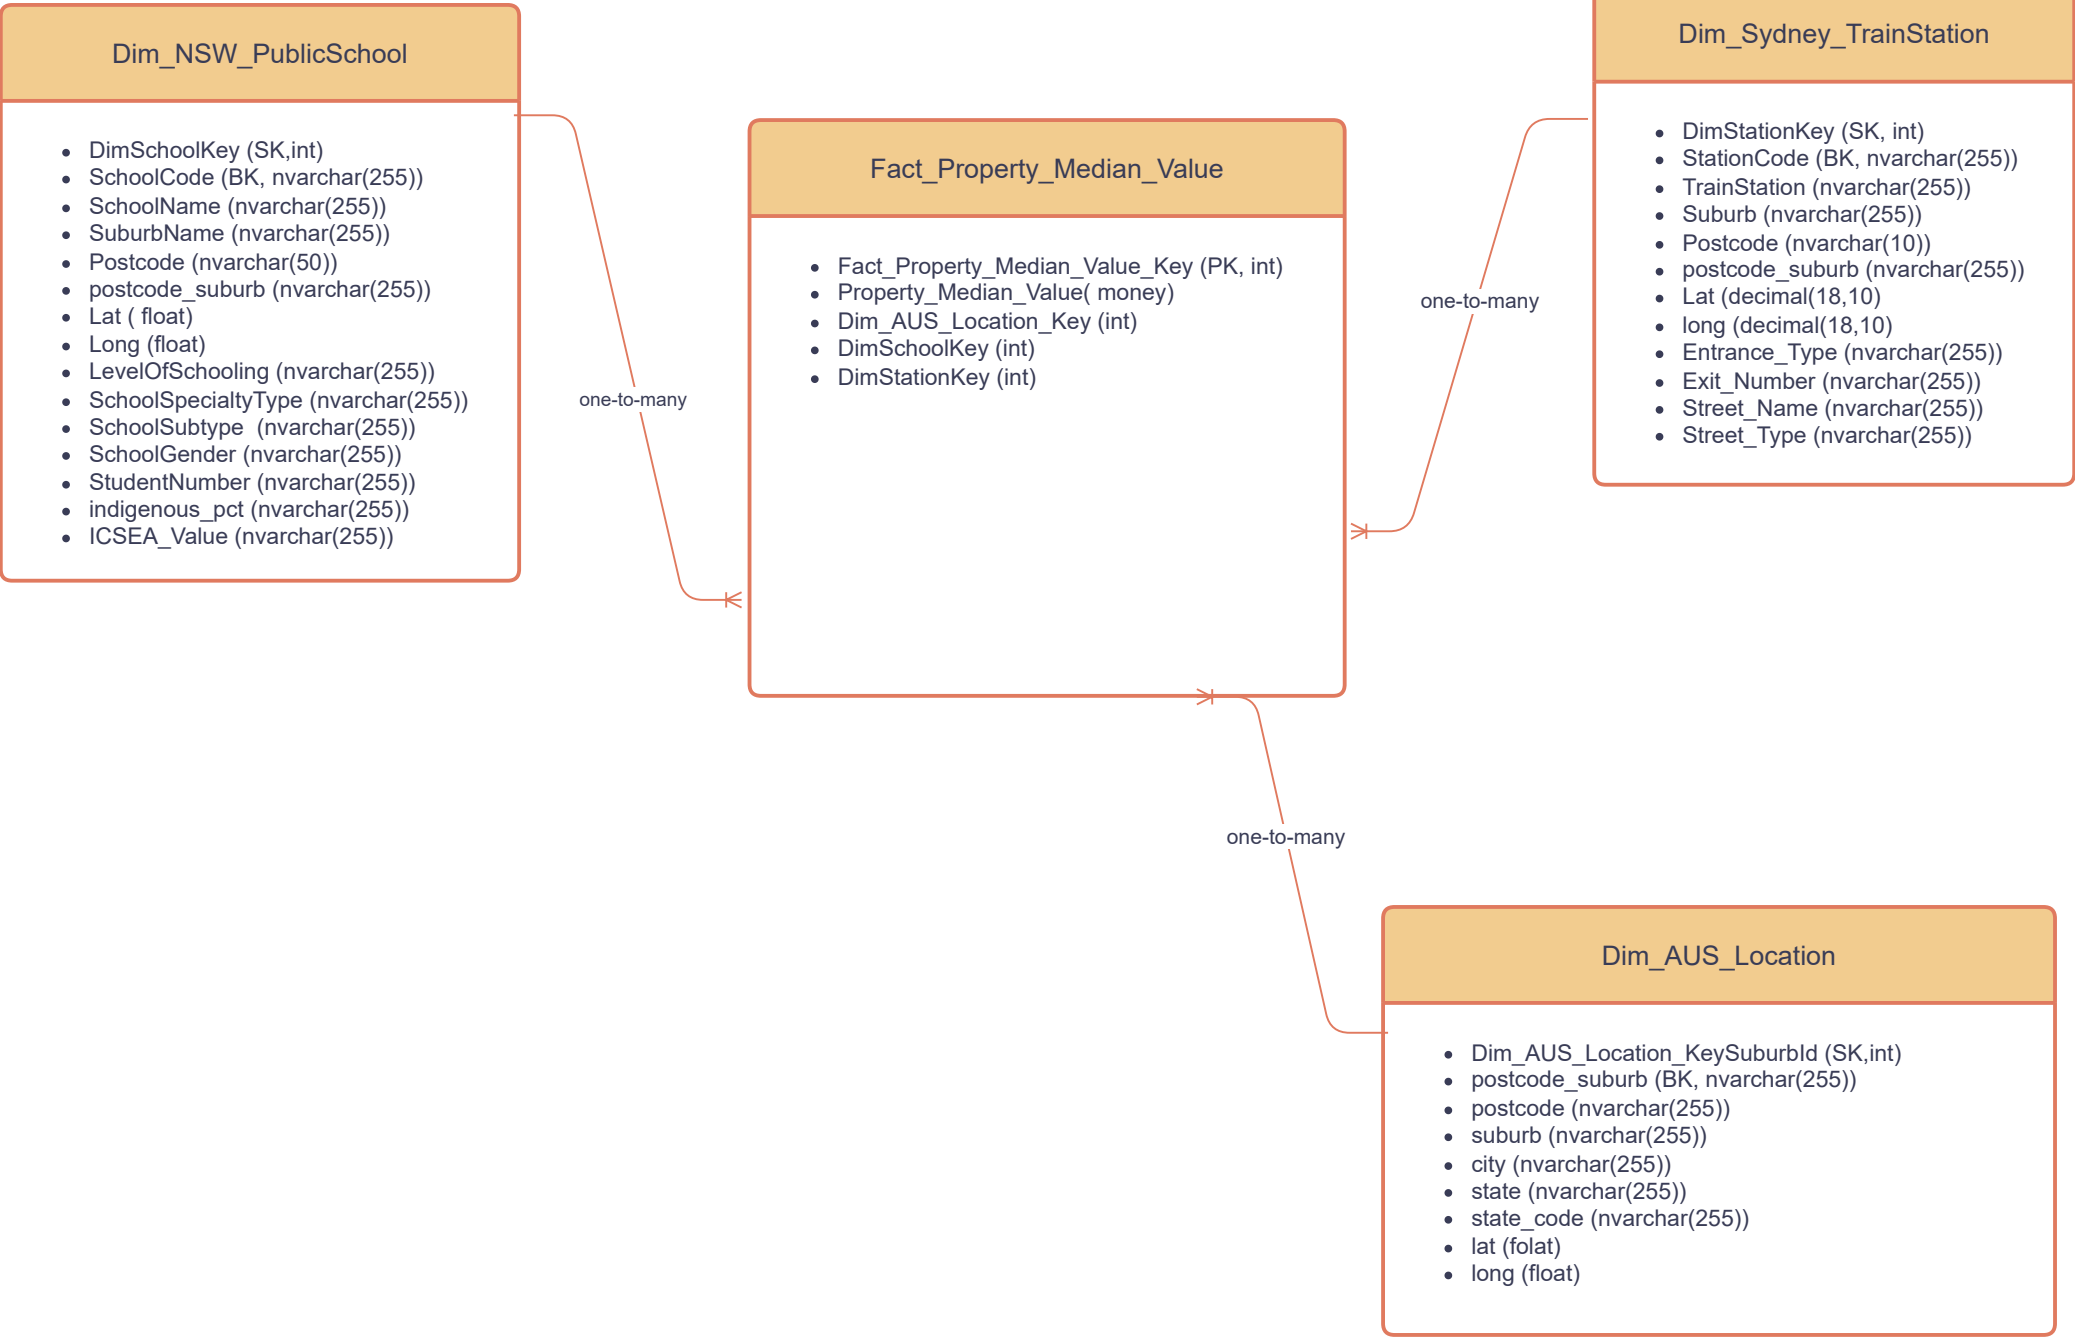 Dim_NSW_PublicSchool
DimSchoolKey (SK,int)
SchoolCode (BK, nvarchar(255))
SchoolName (nvarchar(255))
SuburbName (nvarchar(255))
Postcode (nvarchar(50))
postcode_suburb (nvarchar(255))
Lat ( float)
Long (float)
LevelOfSchooling (nvarchar(255))
SchoolSpecialtyType (nvarchar(255))
SchoolSubtype  (nvarchar(255))
SchoolGender (nvarchar(255))
StudentNumber (nvarchar(255))
indigenous_pct (nvarchar(255))
ICSEA_Value (nvarchar(255))
one-to-many
Fact_Property_Median_Value
Fact_Property_Median_Value_Key (PK, int)
Property_Median_Value( money)
Dim_AUS_Location_Key (int)
DimSchoolKey (int)
DimStationKey (int)
one-to-many
Dim_Sydney_TrainStation
DimStationKey (SK, int)
StationCode (BK, nvarchar(255))
TrainStation (nvarchar(255))
Suburb (nvarchar(255))
Postcode (nvarchar(10))
postcode_suburb (nvarchar(255))
Lat (decimal(18,10)
long (decimal(18,10)
Entrance_Type (nvarchar(255))
Exit_Number (nvarchar(255))
Street_Name (nvarchar(255))
Street_Type (nvarchar(255))
one-to-many
Dim_AUS_Location
Dim_AUS_Location_KeySuburbId (SK,int)
postcode_suburb (BK, nvarchar(255))
postcode (nvarchar(255))
suburb (nvarchar(255))
city (nvarchar(255))
state (nvarchar(255))
state_code (nvarchar(255))
lat (folat)
long (float)